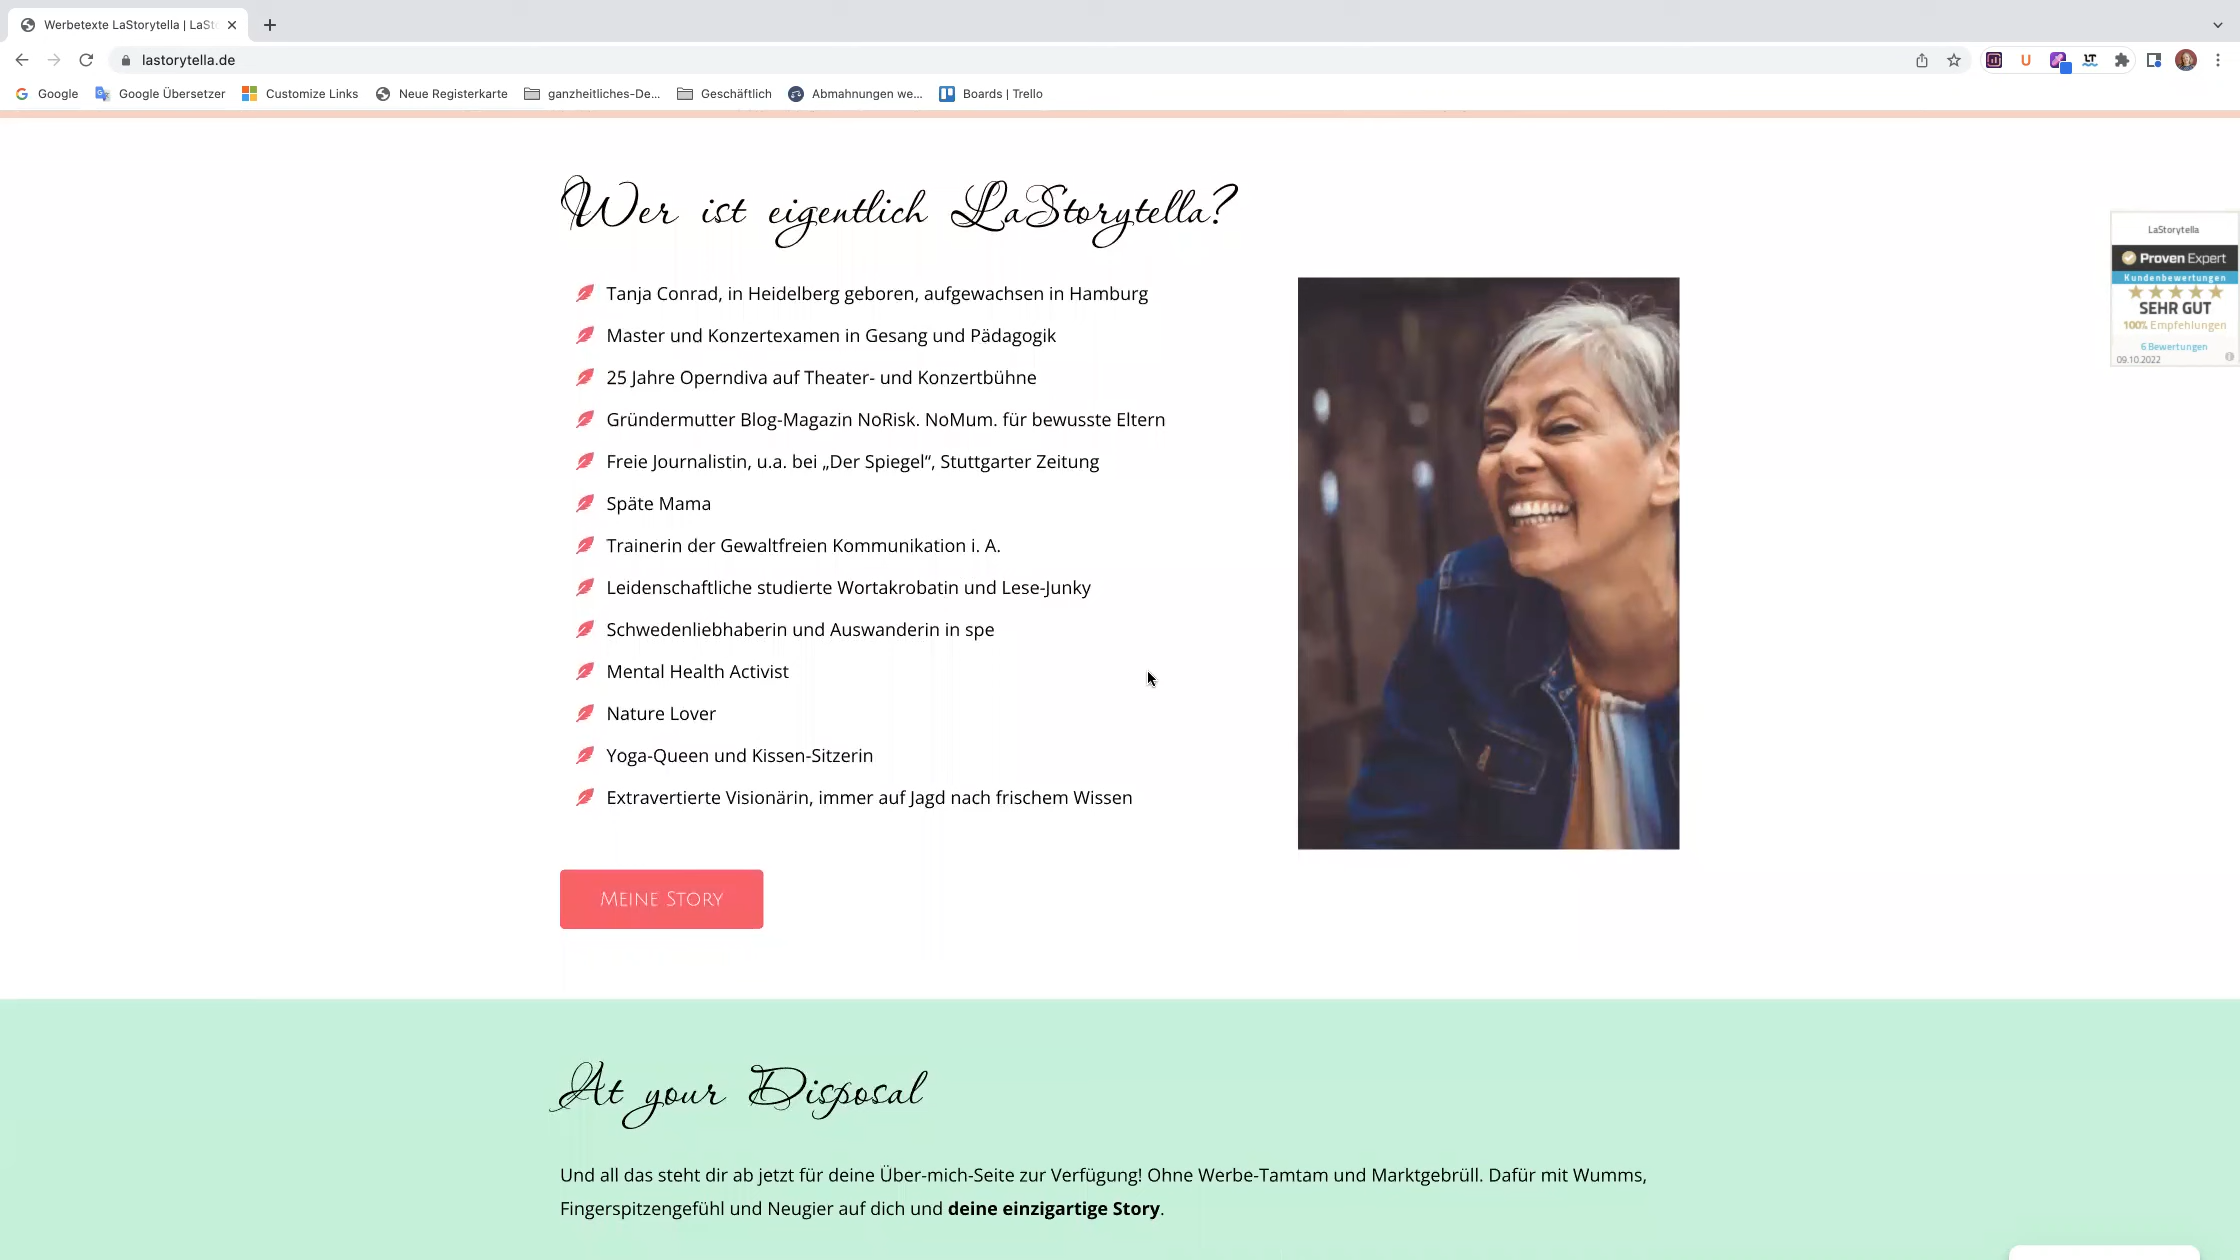 Werbetexte LaStorytella | LaSt
lastorytella.de
Google
Google Übersetzer
Customize Links
Neue Registerkarte
ganzheitliches-De...
Geschäftlich
Abmahnungen we...
Boards | Trello
Wer ist eigentlich LaStorytella?
Tanja Conrad, in Heidelberg geboren, aufgewachsen in Hamburg
Master und Konzertexamen in Gesang und Pädagogik
25 Jahre Operndiva auf Theater- und Konzertbühne
Gründermutter Blog-Magazin NoRisk. NoMum. für bewusste Eltern
Freie Journalistin, u.a. bei „Der Spiegel“, Stuttgarter Zeitung
Späte Mama
Trainerin der Gewaltfreien Kommunikation i. A.
Leidenschaftliche studierte Wortakrobatin und Lese-Junky
Schwedenliebhaberin und Auswanderin in spe
Mental Health Activist
Nature Lover
Yoga-Queen und Kissen-Sitzerin
Extravertierte Visionärin, immer auf Jagd nach frischem Wissen
Meine Story
LaStorytella
Proven Expert
Kundenbewertungen
SEHR GUT
100% Empfehlungen
6 Bewertungen
09.10.2022
At your Disposal
Und all das steht dir ab jetzt für deine Über-mich-Seite zur Verfügung! Ohne Werbe-Tamtam und Marktgebrüll. Dafür mit Wumms,
Fingerspitzengefühl und Neugier auf dich und deine einzigartige Story.